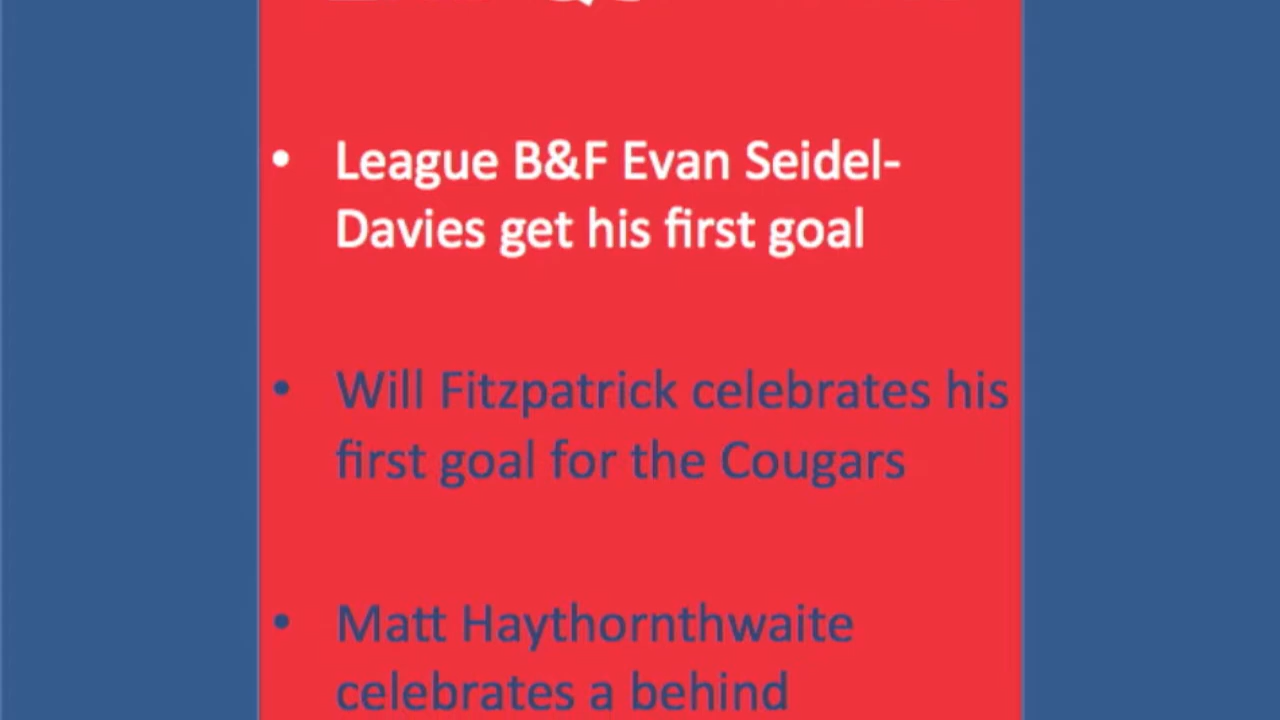 • League B&F Evan Seidel-
Davies get his first goal
• Will Fitzpatrick celebrates his
first goal for the Cougars
• Matt Haythornthwaite
celebrates a behind